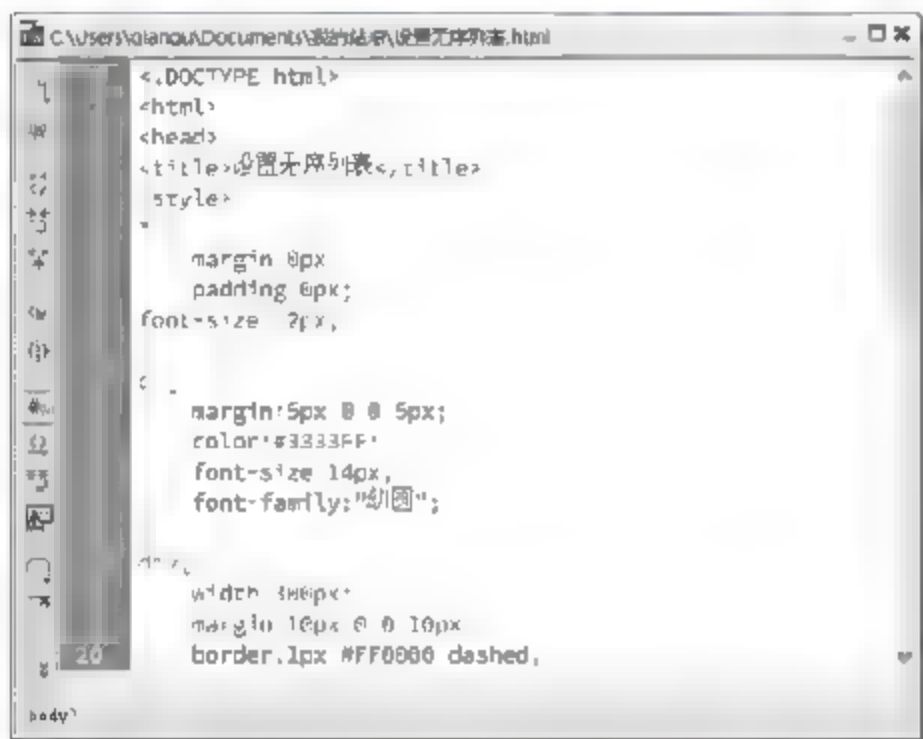 C:\Users\qiangu\Documents\我的站点\设置无序列表.html
<!DOCTYPE html>
<html>
<head>
<title>设置无序列表</title>
<style>
margin:0px
padding:0px;
font-size: 2px;
margin:5px 0 0 5px;
color:#3333FF;
font-size:14px;
font-family:"幼圆";
width:300px;
margin:10px 0 0 10px
border:1px #FF0000 dashed;
20
body>